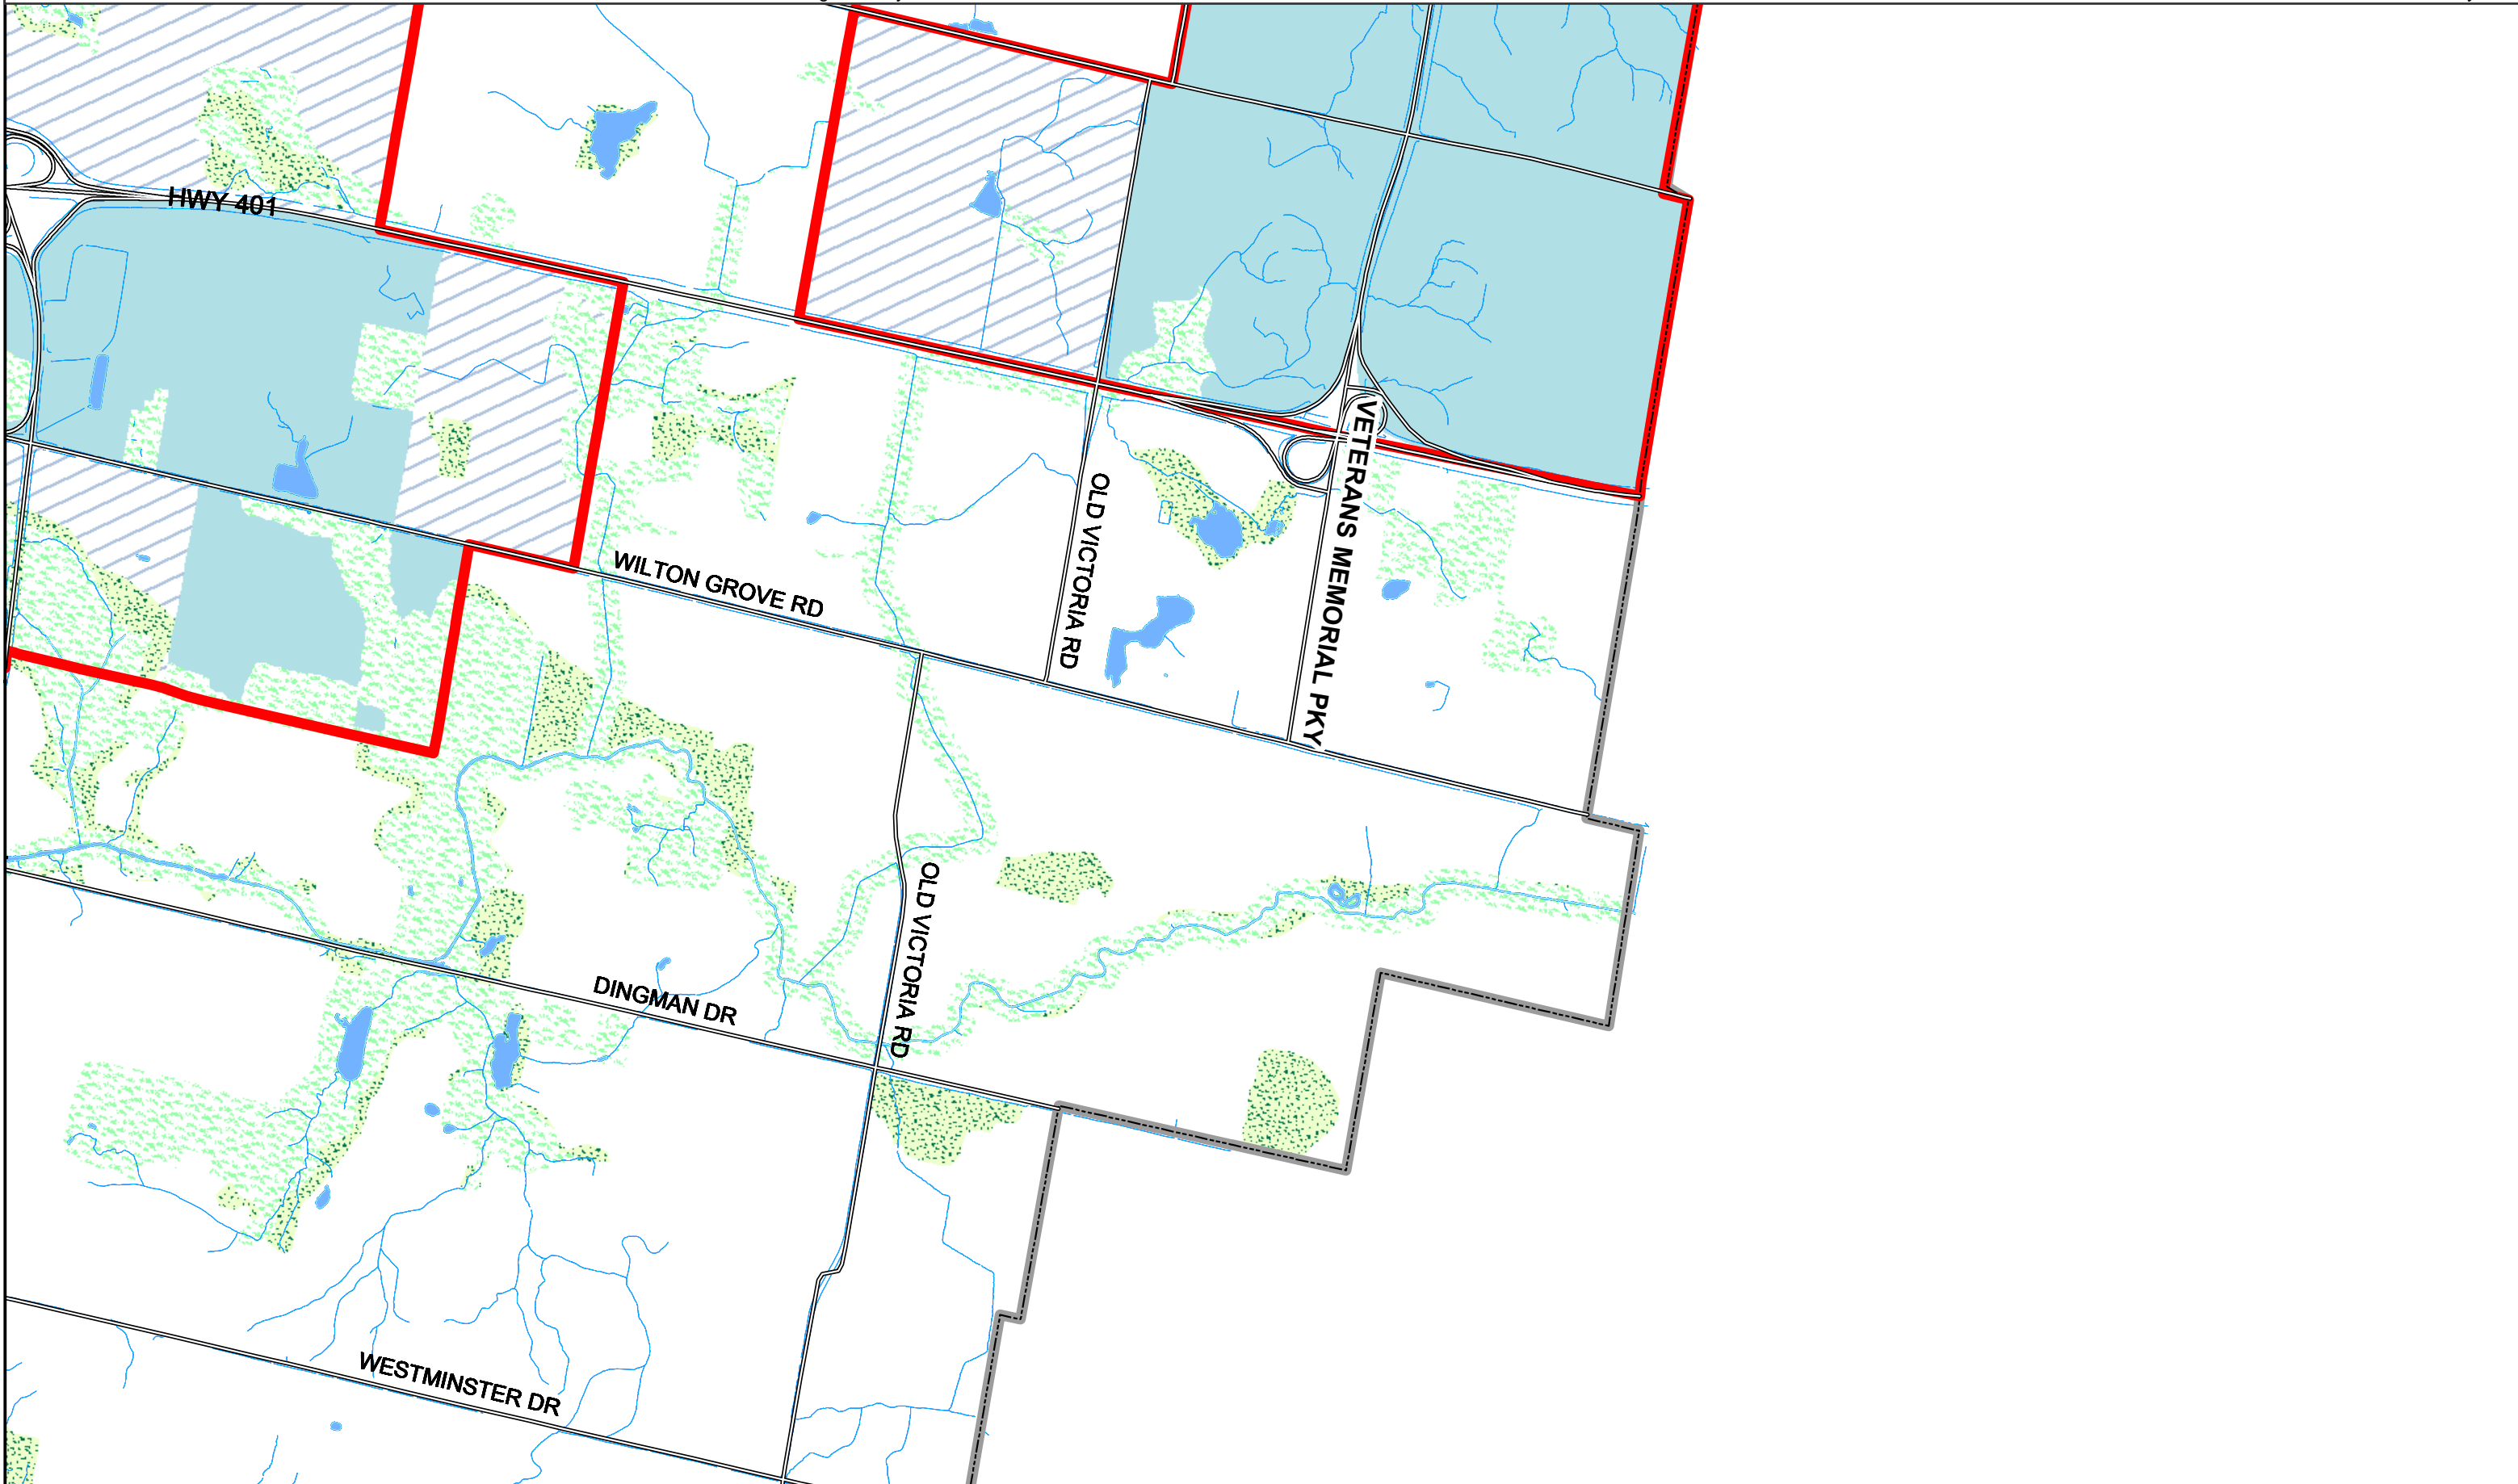 HWY 401
VETERANS MEMORIAL PKY
OLD VICTORIA RD
WILTON GROVE RD
OLD VICTORIA RD
DINGMAN DR
WESTMINSTER DR